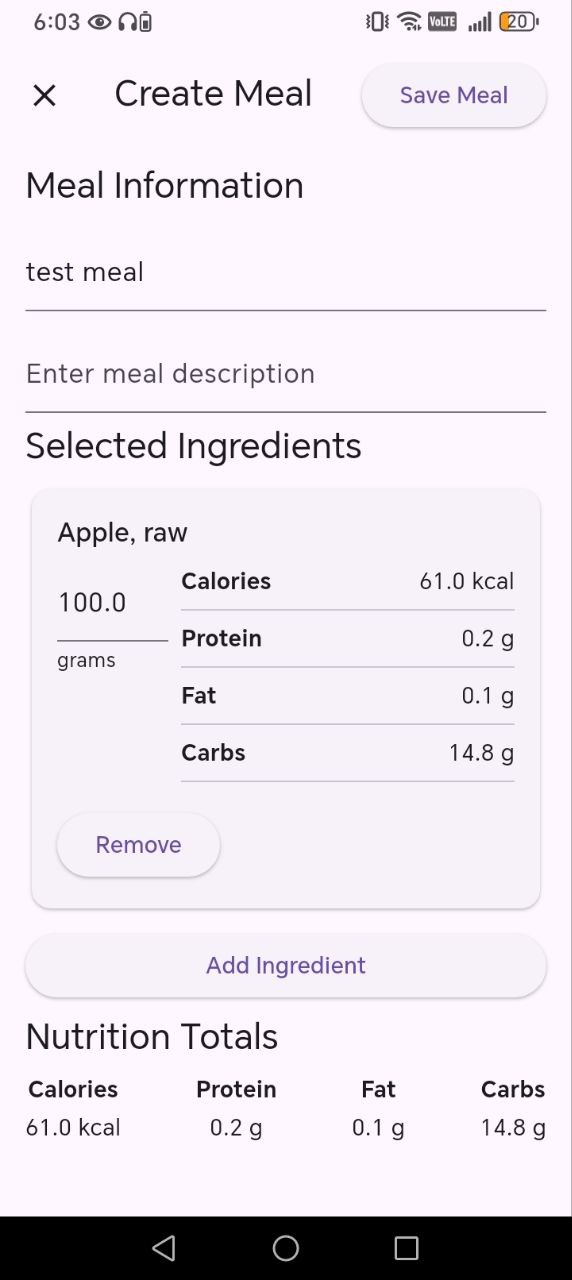 6:03 VoLTE 20
Create Meal Save Meal
Meal Information
test meal
Enter meal description
Selected Ingredients
Apple, raw
Calories 61.0 kcal
100.0
Protein 0.2 g
grams
Fat 0.1 g
Carbs 14.8 g
Remove
Add Ingredient
Nutrition Totals
Calories Protein Fat Carbs
61.0 kcal 0.2 g 0.1 g 14.8 g